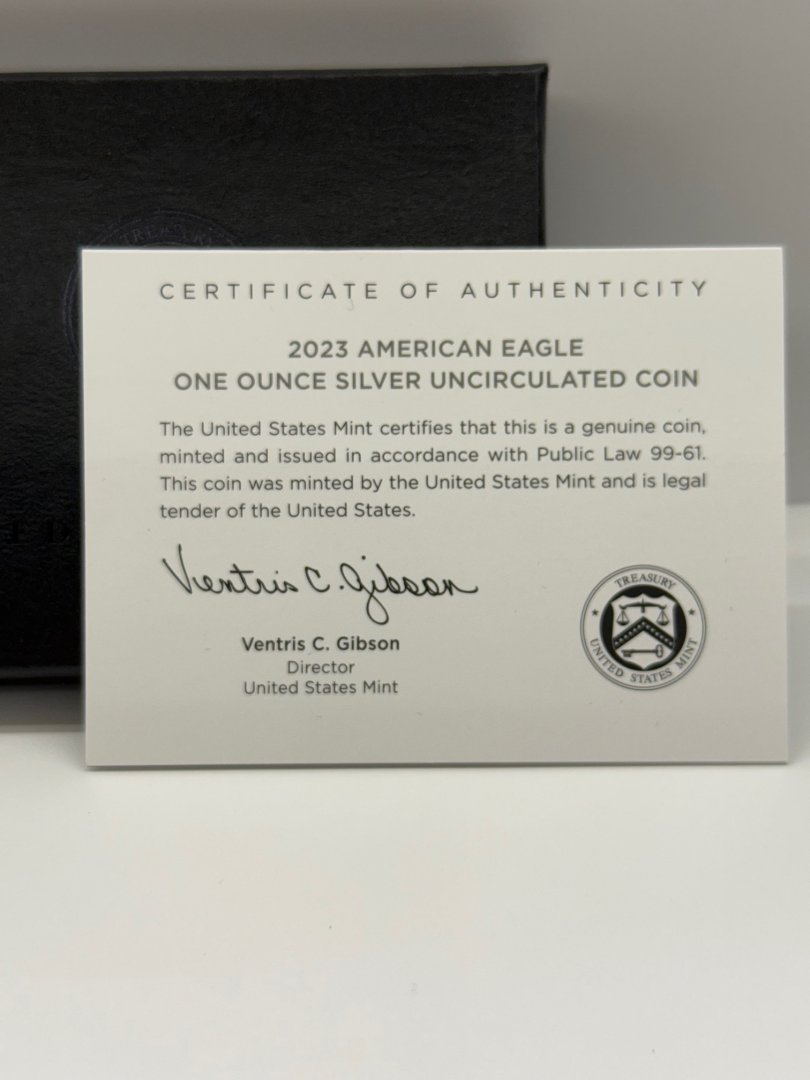 CERTIFICATE OF AUTHENTICITY
2023 AMERICAN EAGLE
ONE OUNCE SILVER UNCIRCULATED COIN
The United States Mint certifies that this is a genuine coin,
minted and issued in accordance with Public Law 99-61.
This coin was minted by the United States Mint and is legal
tender of the United States.
Ventris C. Gibson
Ventris C. Gibson
Director
United States Mint
TREASURY
UNITED STATES MINT
TREASURY